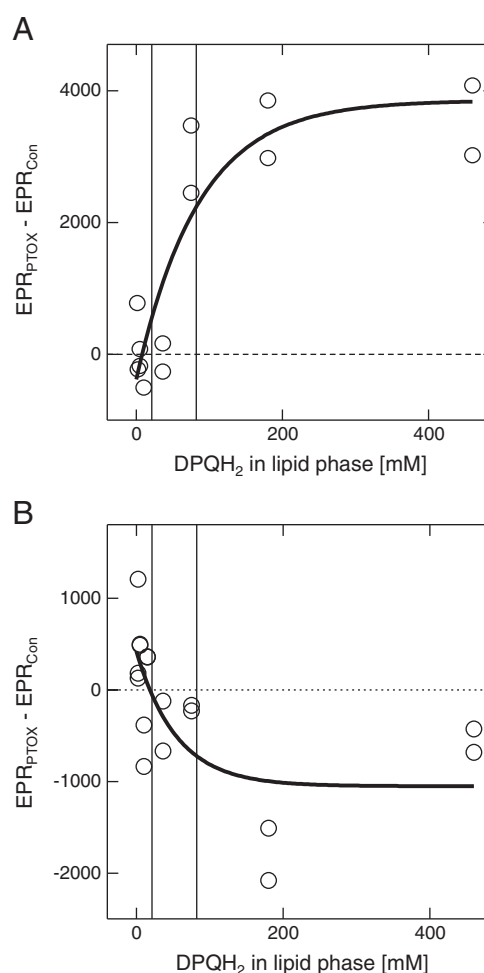 A
4000
2000
0
EPR_PTOX - EPR_Con
0 200 400
DPQH₂ in lipid phase [mM]
B
1000
0
-1000
-2000
EPR_PTOX - EPR_Con
0 200 400
DPQH₂ in lipid phase [mM]